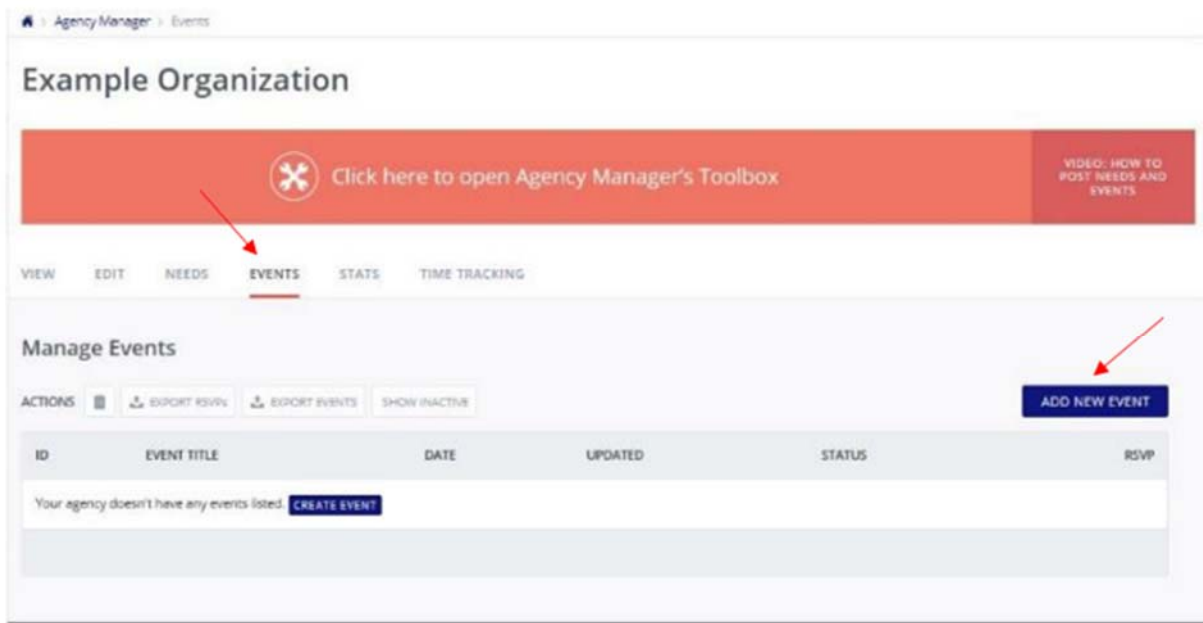 Agency Manager > Events
Example Organization
Click here to open Agency Manager's Toolbox
VIDEO: HOW TO
POST NEEDS AND
EVENTS
VIEW EDIT NEEDS EVENTS STATS TIME TRACKING
Manage Events
ACTIONS EXPORT RSVPs EXPORT EVENTS SHOW INACTIVE
ADD NEW EVENT
ID EVENT TITLE DATE UPDATED STATUS RSVP
Your agency doesn't have any events listed. CREATE EVENT